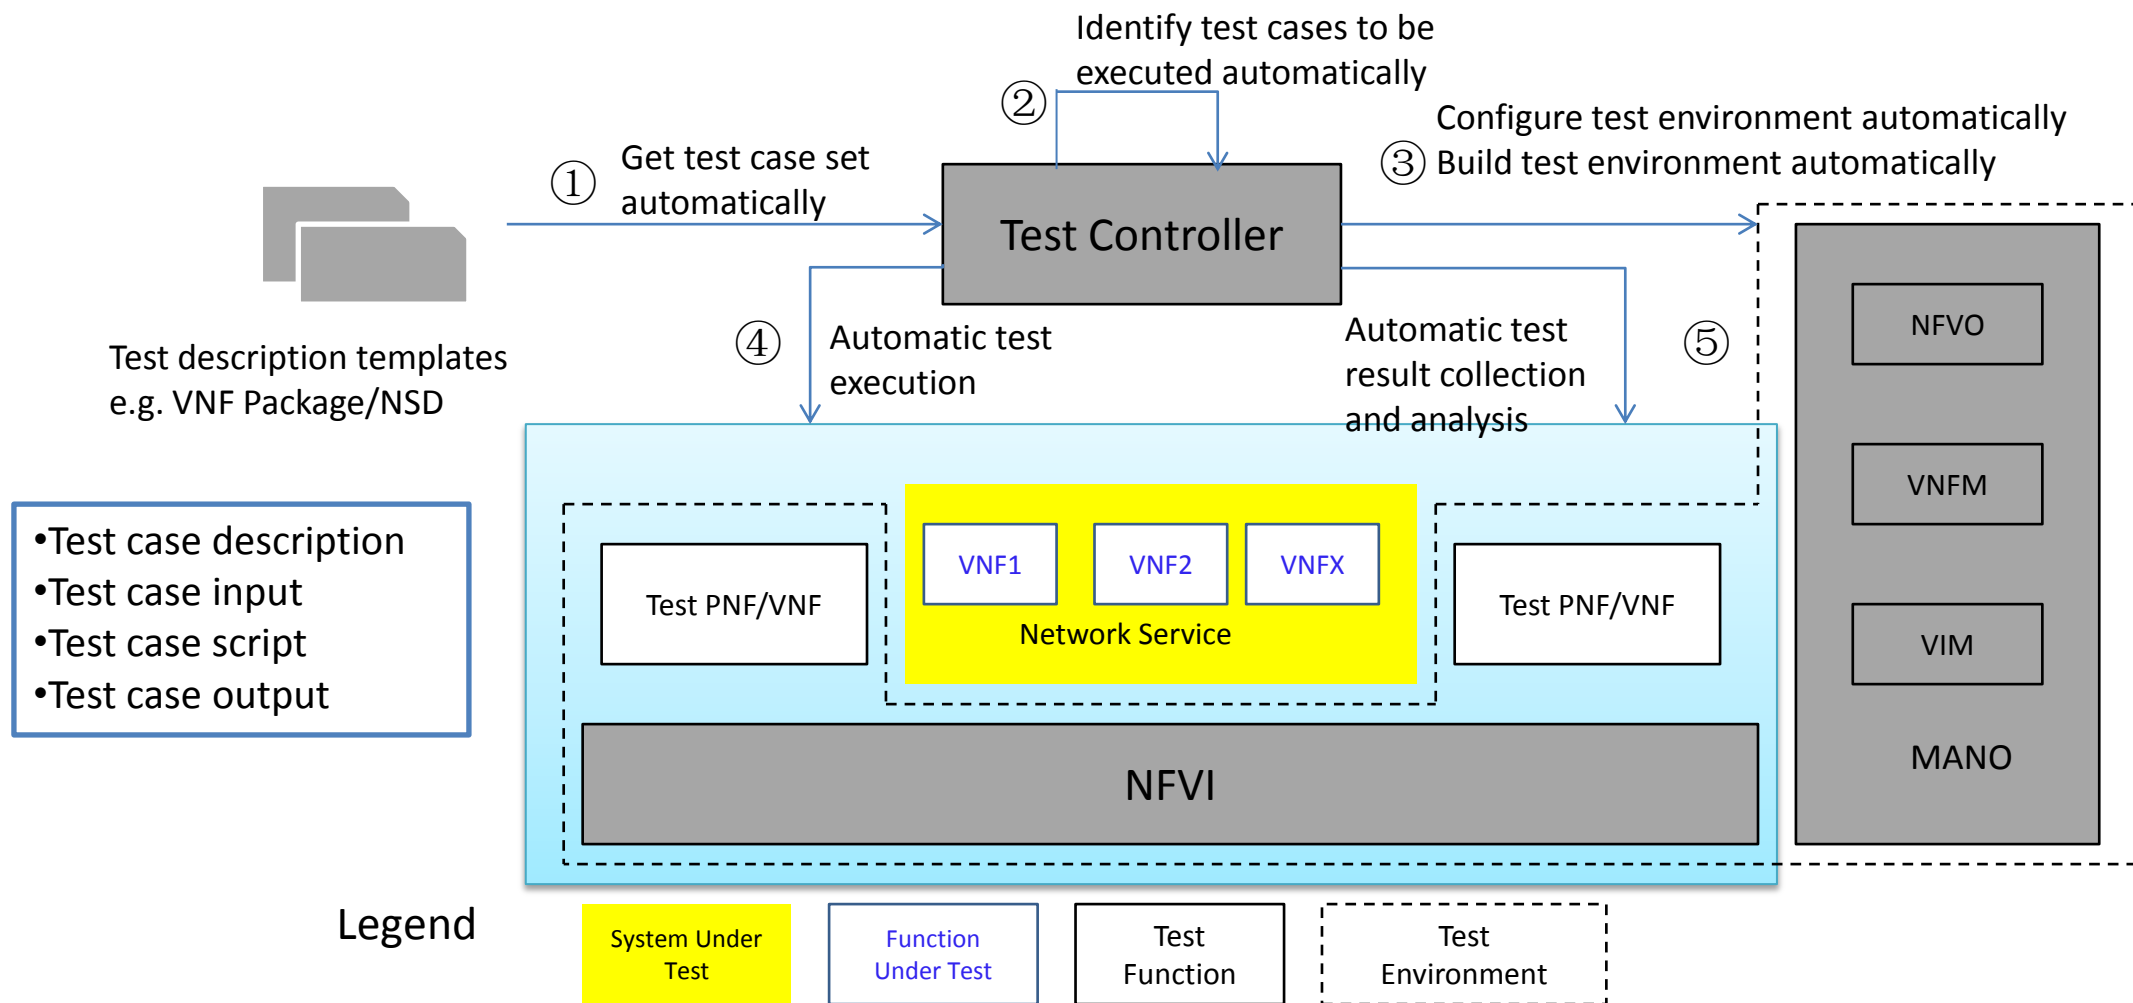 Identify test cases to be
executed automatically
②
Configure test environment automatically
③ Build test environment automatically
①
Get test case set
automatically
Test Controller
Test description templates
e.g. VNF Package/NSD
④
Automatic test
execution
Automatic test
result collection
and analysis
⑤
NFVO
VNFM
VIM
MANO
•Test case description
•Test case input
•Test case script
•Test case output
Test PNF/VNF
VNF1
VNF2
VNFX
Network Service
Test PNF/VNF
NFVI
Legend
System Under
Test
Function
Under Test
Test
Function
Test
Environment